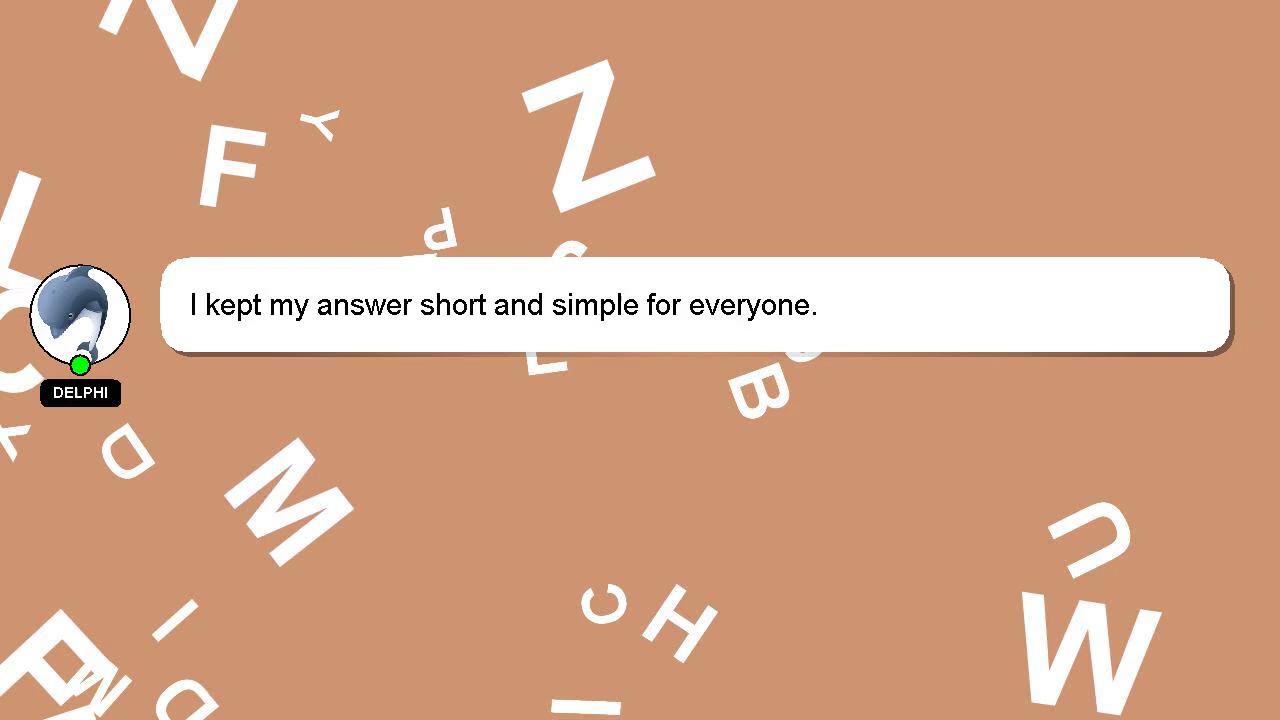 I kept my answer short and simple for everyone.
DELPHI
N
F
Y
Z
P
S
L
B
D
M
U
W
C
H
I
I
D
W